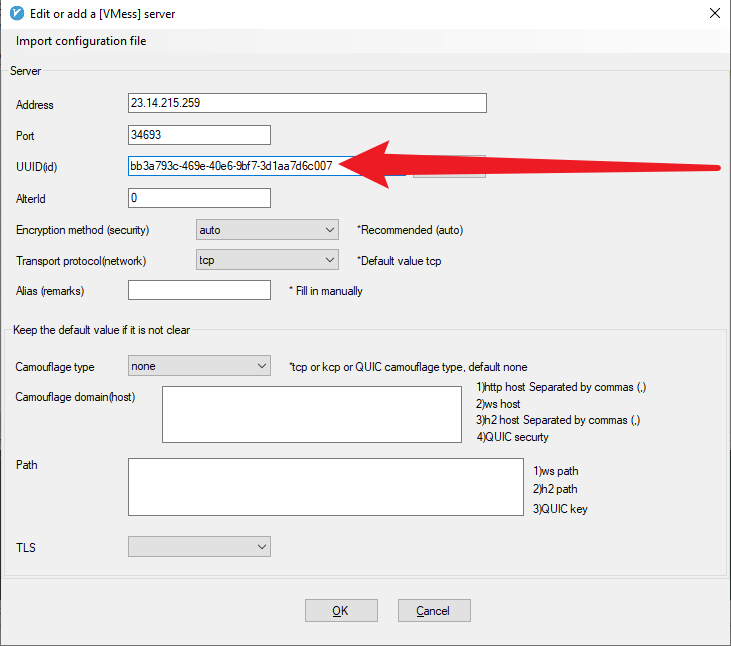 Edit or add a [VMess] server
Import configuration file
Server
Address
23.14.215.259
Port
34693
UUID(id)
bb3a793c-469e-40e6-9bf7-3d1aa7d6c007
AlterId
0
Encryption method (security)
auto
*Recommended (auto)
Transport protocol(network)
tcp
*Default value tcp
Alias (remarks)
* Fill in manually
Keep the default value if it is not clear
Camouflage type
none
*tcp or kcp or QUIC camouflage type, default none
Camouflage domain(host)
1)http host Separated by commas (,)
2)ws host
3)h2 host Separated by commas (,)
4)QUIC securty
Path
1)ws path
2)h2 path
3)QUIC key
TLS
OK
Cancel